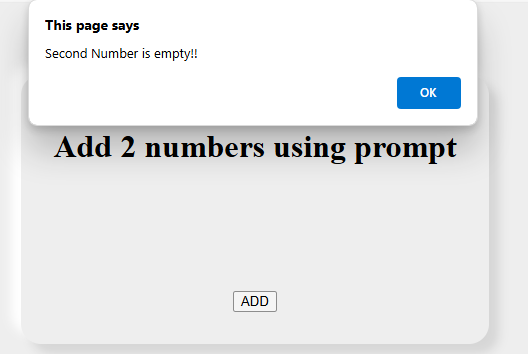 This page says
Second Number is empty!!
OK
Add 2 numbers using prompt
ADD